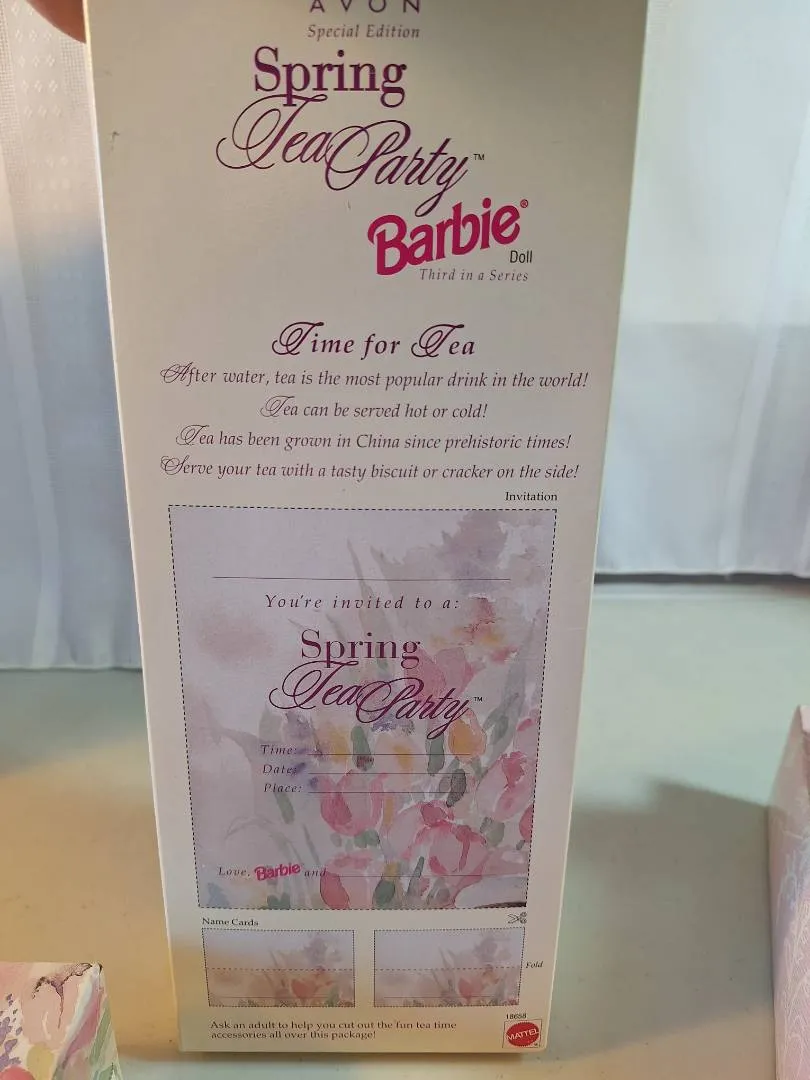 AVON
Special Edition
Spring
Tea Party™
Barbie®
Doll
Third in a Series
Time for Tea
After water, tea is the most popular drink in the world!
Tea can be served hot or cold!
Tea has been grown in China since prehistoric times!
Serve your tea with a tasty biscuit or cracker on the side!
Invitation
You're invited to a:
Spring
Tea Party™
Time:
Date:
Place:
Love, Barbie and
Name Cards
Fold
Ask an adult to help you cut out the fun tea time
accessories all over this package!
18658
MATTEL